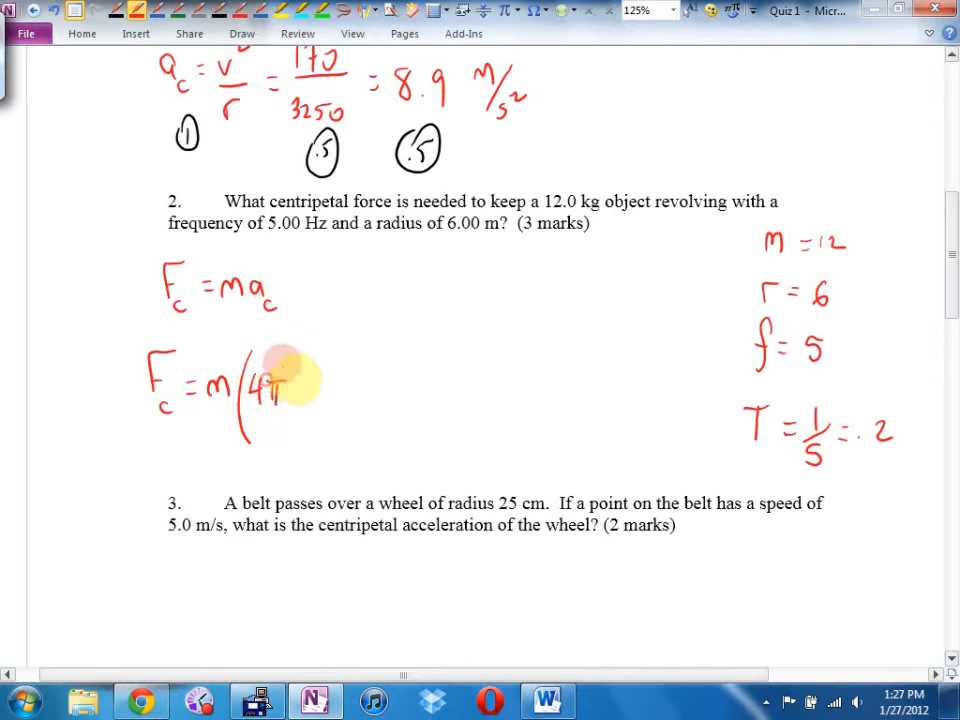 125%
Quiz 1 - Micr...
File Home Insert Share Draw Review View Pages Add-Ins
a_c = v²/r = 170/3250 = 8.9 m/s²
1 .5 .5
2. What centripetal force is needed to keep a 12.0 kg object revolving with a
frequency of 5.00 Hz and a radius of 6.00 m? (3 marks)
m = 12
F_c = m a_c
r = 6
f = 5
F_c = m ( 4π
T = 1/5 = .2
3. A belt passes over a wheel of radius 25 cm. If a point on the belt has a speed of
5.0 m/s, what is the centripetal acceleration of the wheel? (2 marks)
1:27 PM
1/27/2012